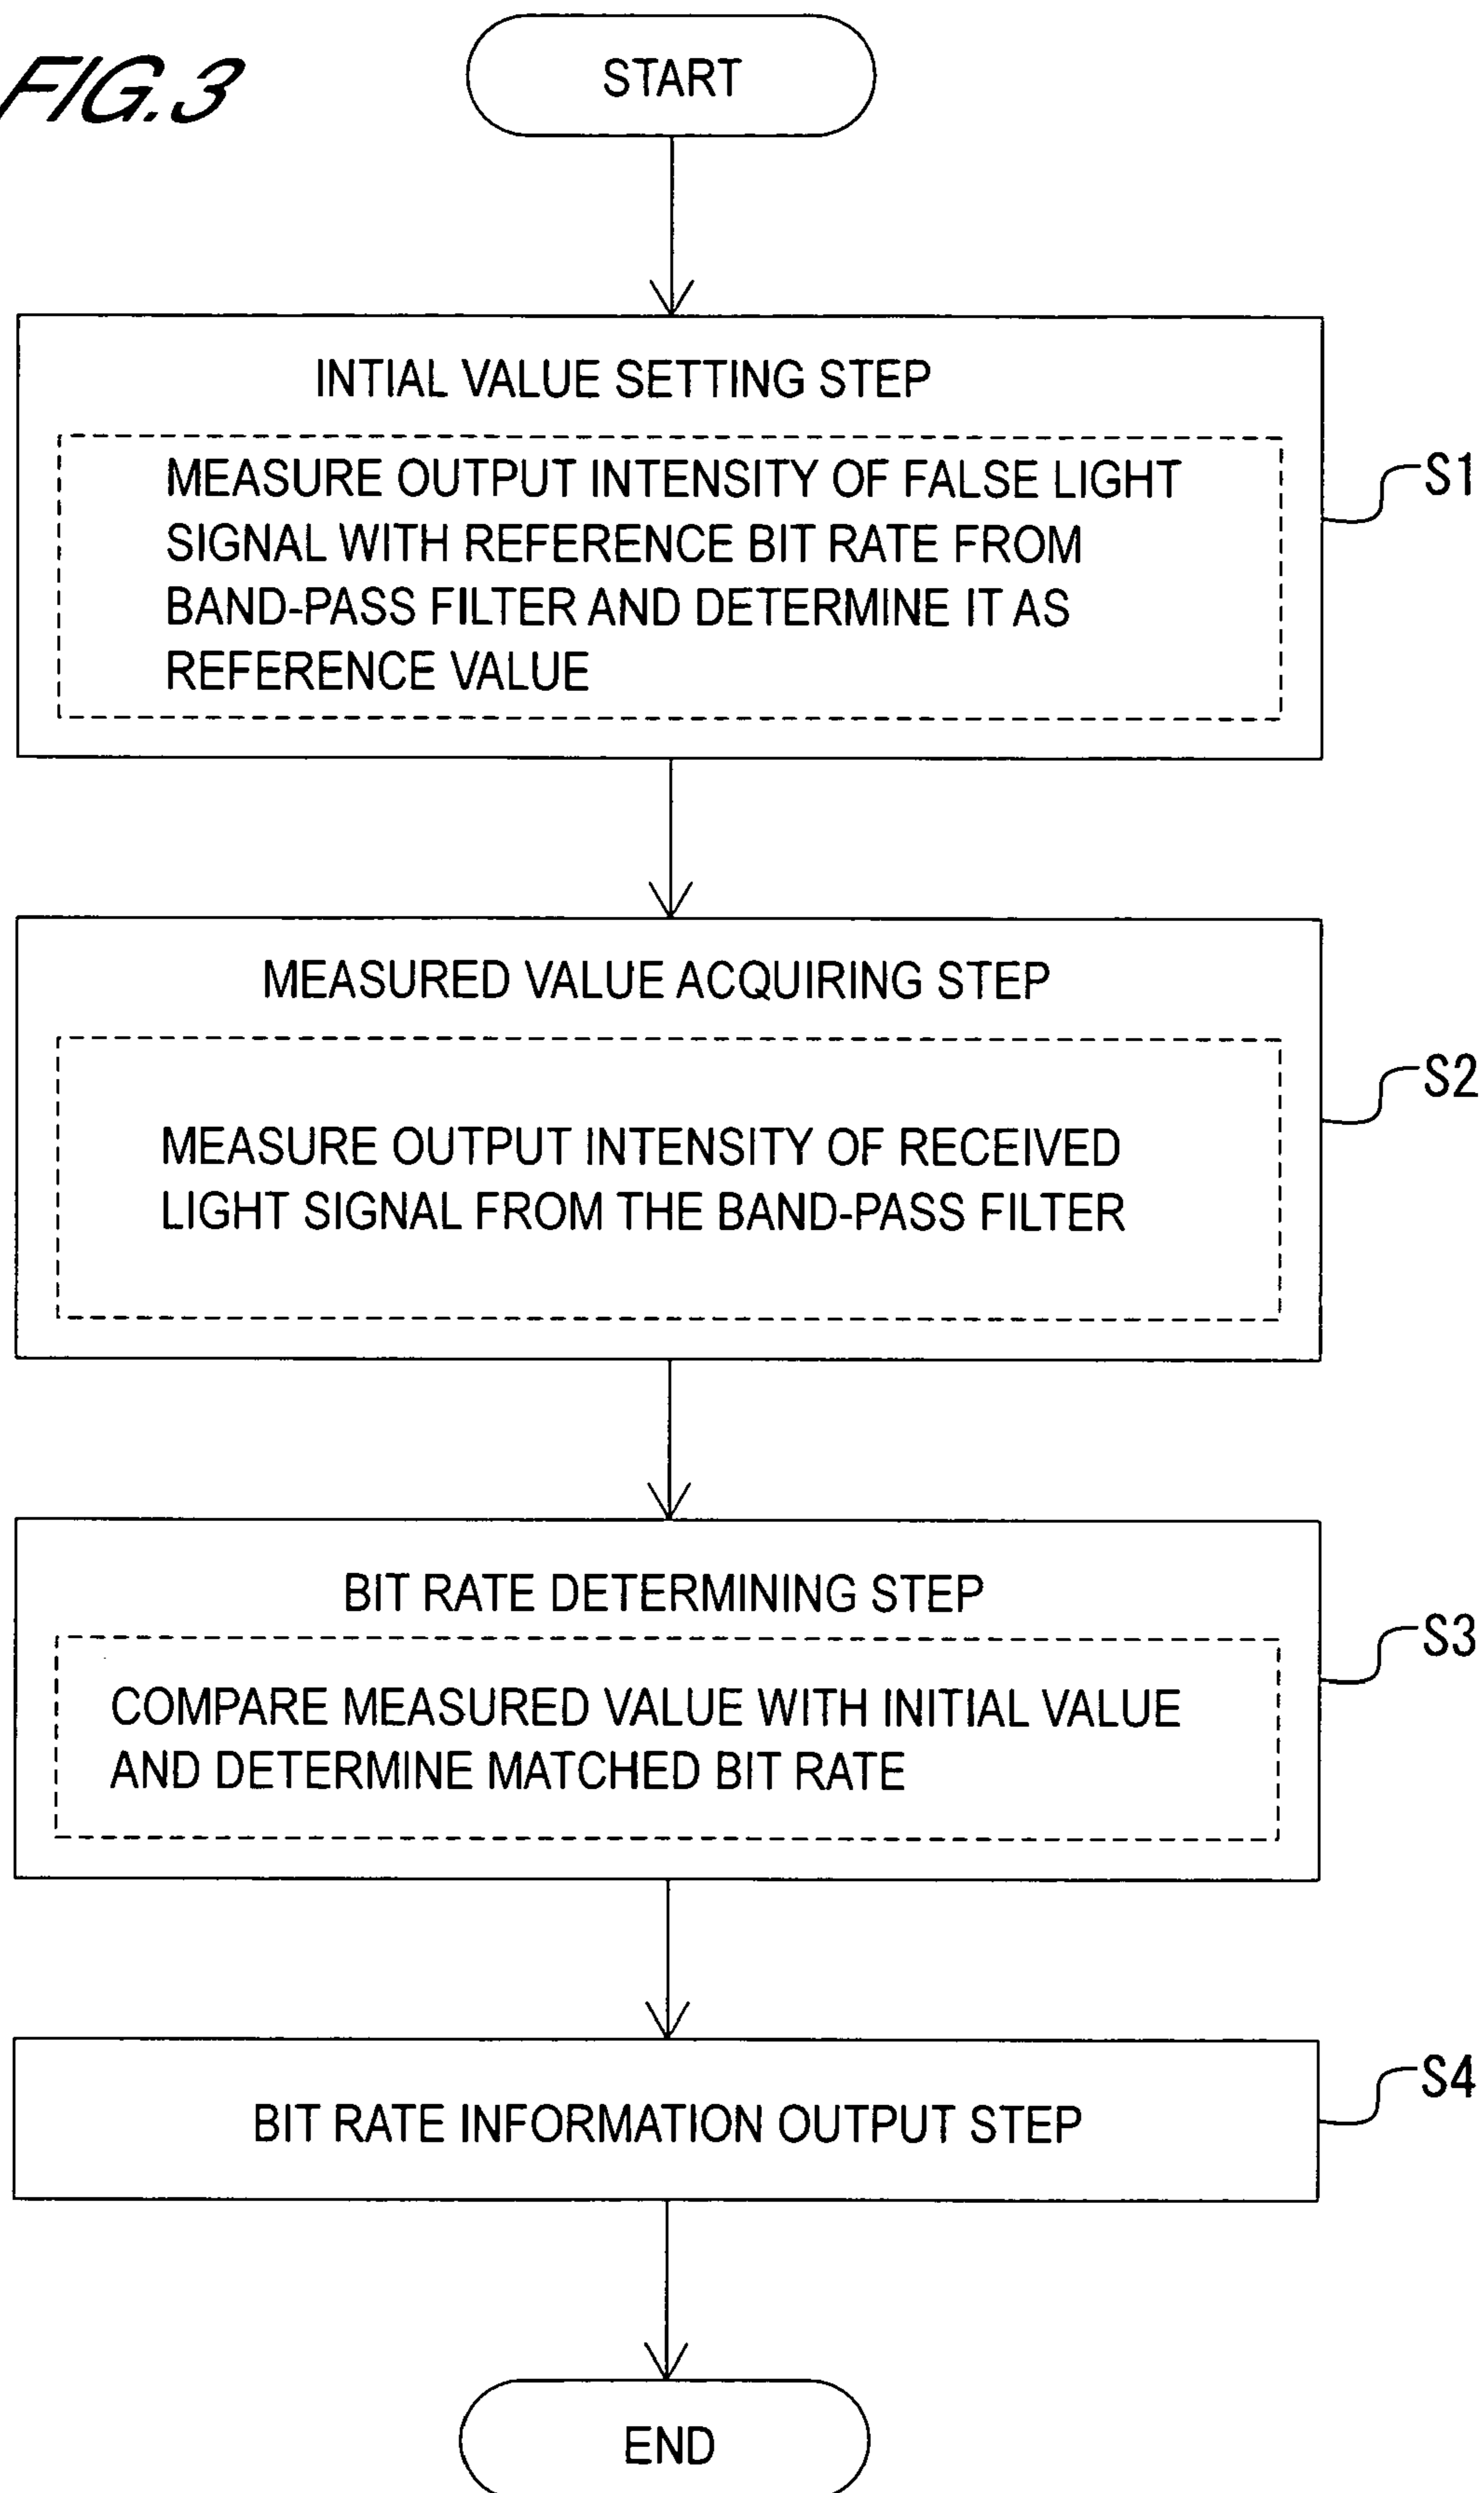 FIG.3
START
INTIAL VALUE SETTING STEP
MEASURE OUTPUT INTENSITY OF FALSE LIGHT
SIGNAL WITH REFERENCE BIT RATE FROM
BAND-PASS FILTER AND DETERMINE IT AS
REFERENCE VALUE
S1
MEASURED VALUE ACQUIRING STEP
MEASURE OUTPUT INTENSITY OF RECEIVED
LIGHT SIGNAL FROM THE BAND-PASS FILTER
S2
BIT RATE DETERMINING STEP
COMPARE MEASURED VALUE WITH INITIAL VALUE
AND DETERMINE MATCHED BIT RATE
S3
BIT RATE INFORMATION OUTPUT STEP
S4
END